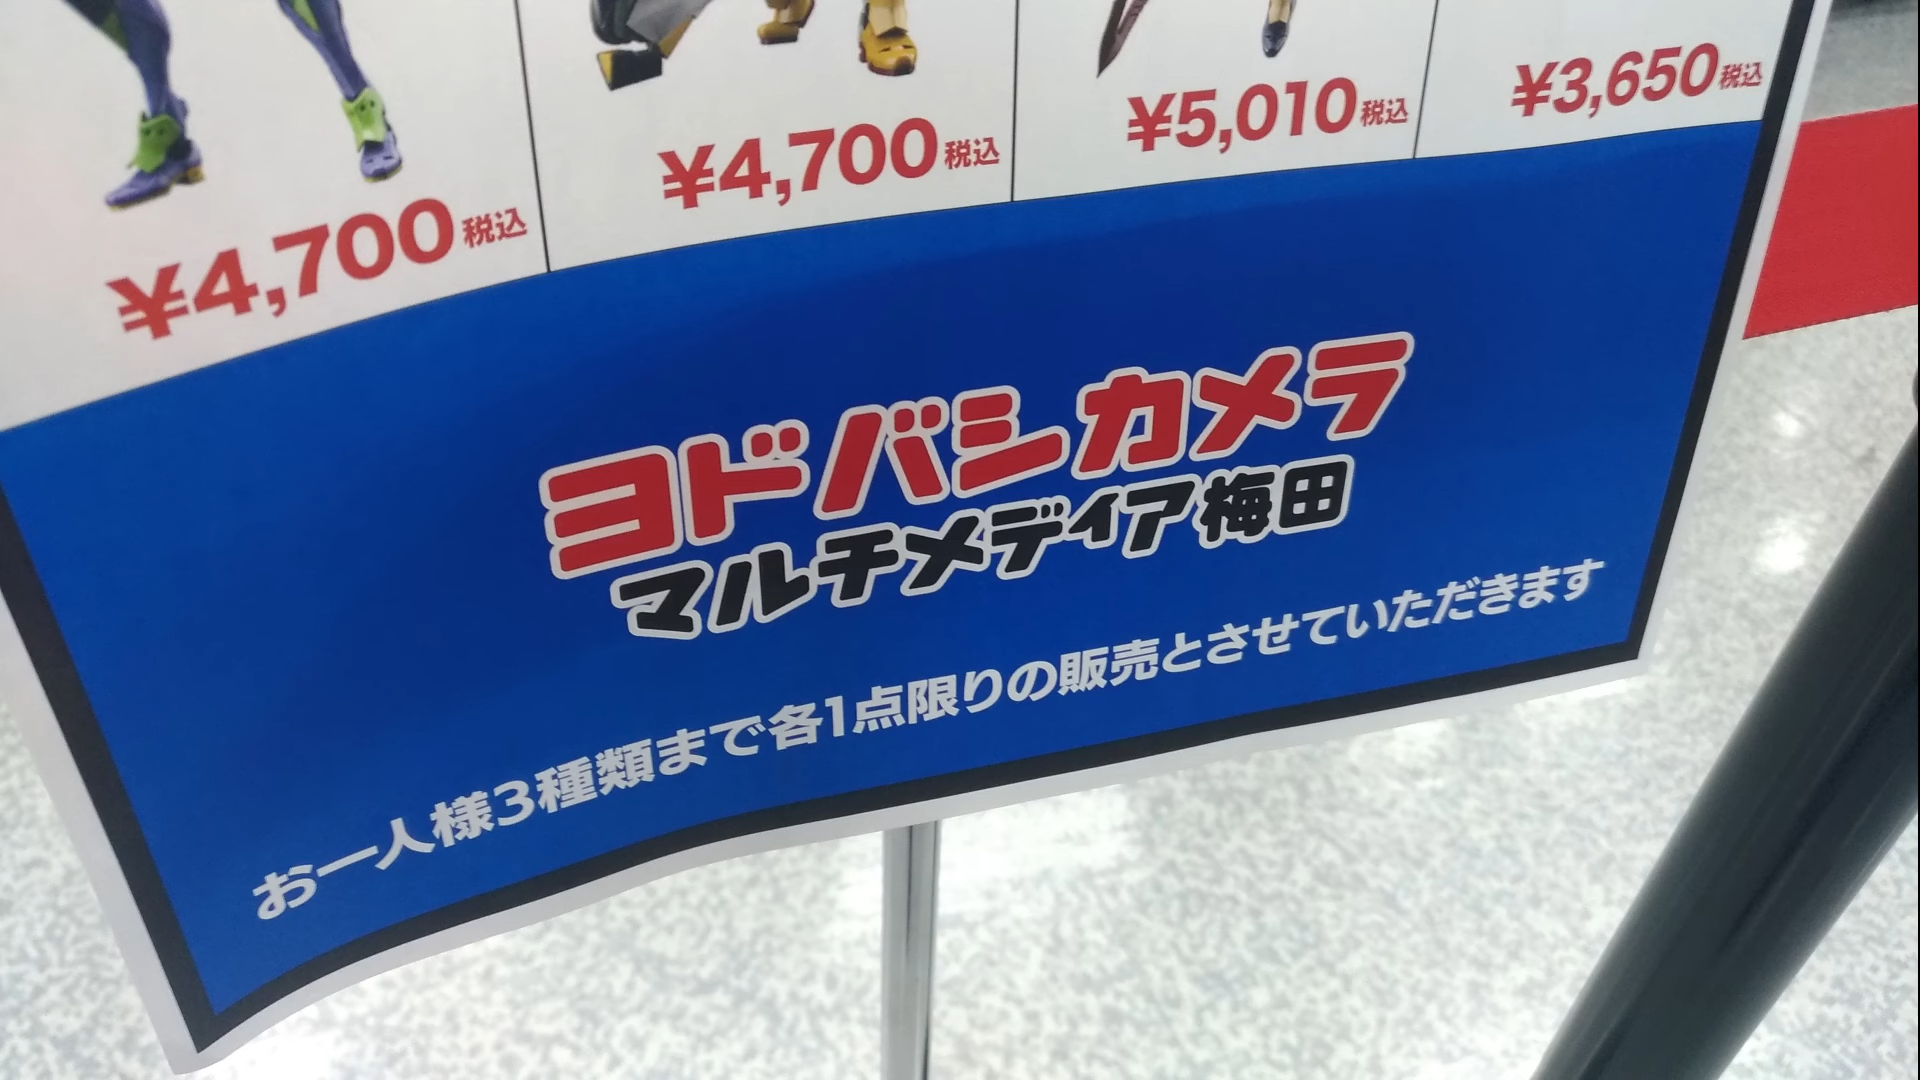 ¥4,700税込
¥4,700税込
¥5,010税込
¥3,650税込
ヨドバシカメラ
マルチメディア梅田
お一人様3種類まで各1点限りの販売とさせていただきます